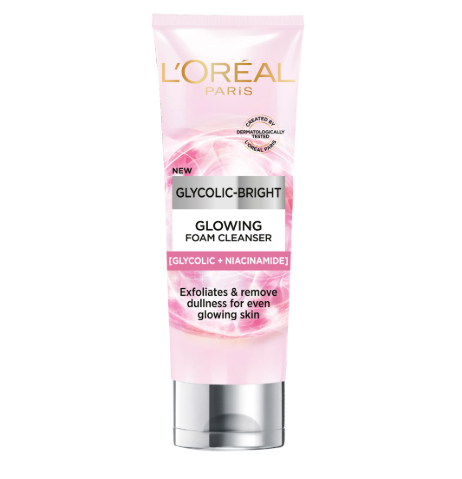 L'ORÉAL
PARIS
CREATED BY
DERMATOLOGICALLY
TESTED
L'ORÉAL PARIS
NEW
GLYCOLIC-BRIGHT
GLOWING
FOAM CLEANSER
[GLYCOLIC + NIACINAMIDE]
Exfoliates & remove
dullness for even
glowing skin